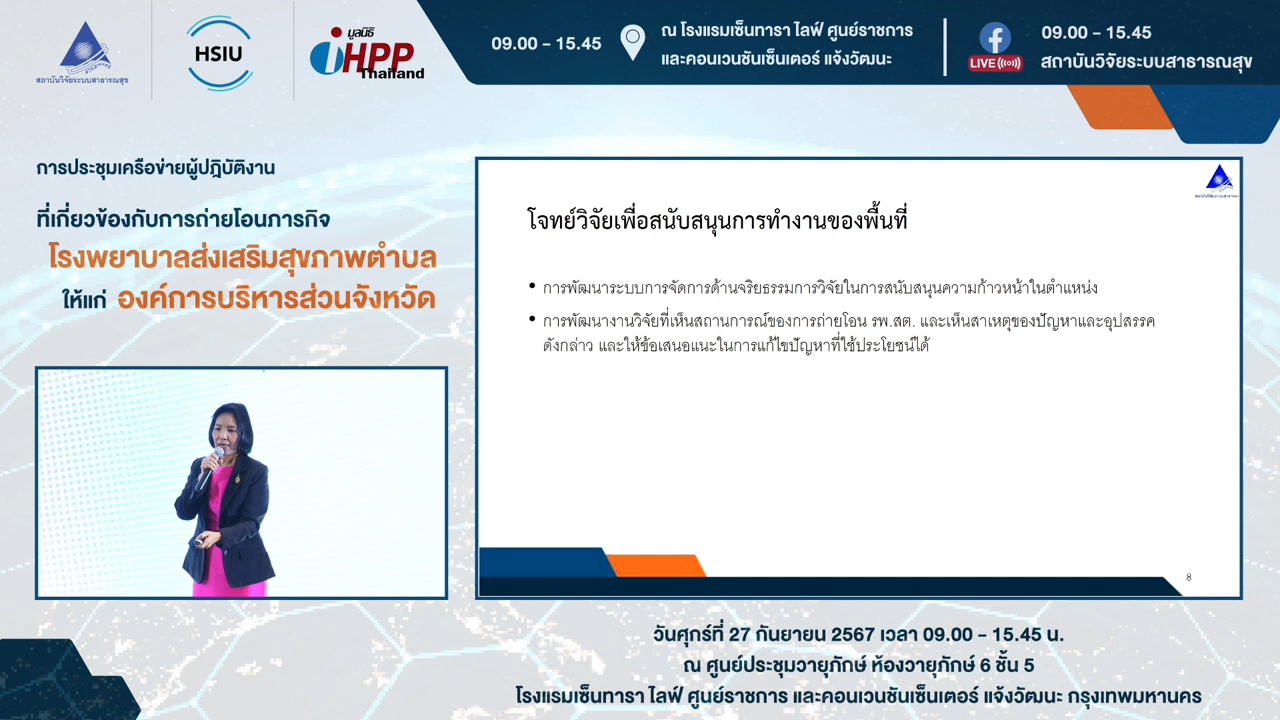 สถาบันวิจัยระบบสาธารณสุข
HSIU
มูลนิธิ
iHPP
Thailand
09.00 - 15.45
ณ โรงแรมเซ็นทารา ไลฟ์ ศูนย์ราชการ
และคอนเวนชันเซ็นเตอร์ แจ้งวัฒนะ
LIVE
09.00 - 15.45
สถาบันวิจัยระบบสาธารณสุข
การประชุมเครือข่ายผู้ปฏิบัติงาน
ที่เกี่ยวข้องกับการถ่ายโอนภารกิจ
โรงพยาบาลส่งเสริมสุขภาพตำบล
ให้แก่ องค์การบริหารส่วนจังหวัด
โจทย์วิจัยเพื่อสนับสนุนการทำงานของพื้นที่
• การพัฒนาระบบการจัดการด้านจริยธรรมการวิจัยในการสนับสนุนความก้าวหน้าในตำแหน่ง
• การพัฒนางานวิจัยที่เห็นสถานการณ์ของการถ่ายโอน รพ.สต. และเห็นสาเหตุของปัญหาและอุปสรรค
ดังกล่าว และให้ข้อเสนอแนะในการแก้ไขปัญหาที่ใช้ประโยชน์ได้
8
วันศุกร์ที่ 27 กันยายน 2567 เวลา 09.00 - 15.45 น.
ณ ศูนย์ประชุมวายุภักษ์ ห้องวายุภักษ์ 6 ชั้น 5
โรงแรมเซ็นทารา ไลฟ์ ศูนย์ราชการ และคอนเวนชันเซ็นเตอร์ แจ้งวัฒนะ กรุงเทพมหานคร